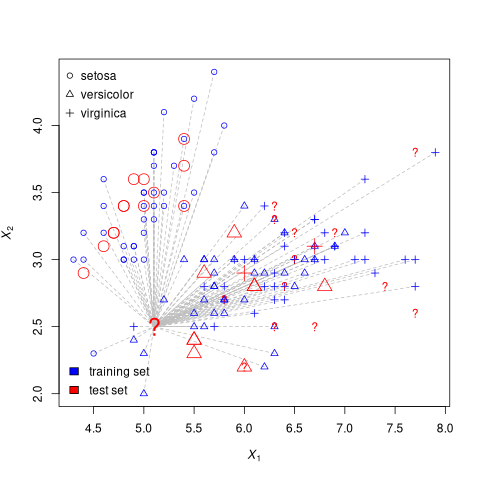 setosa
versicolor
virginica
training set
test set
X2
2.0 2.5 3.0 3.5 4.0
4.5 5.0 5.5 6.0 6.5 7.0 7.5 8.0
X1
?
? ? ? ? ? ? ? ? ? ? ? ? ? ?